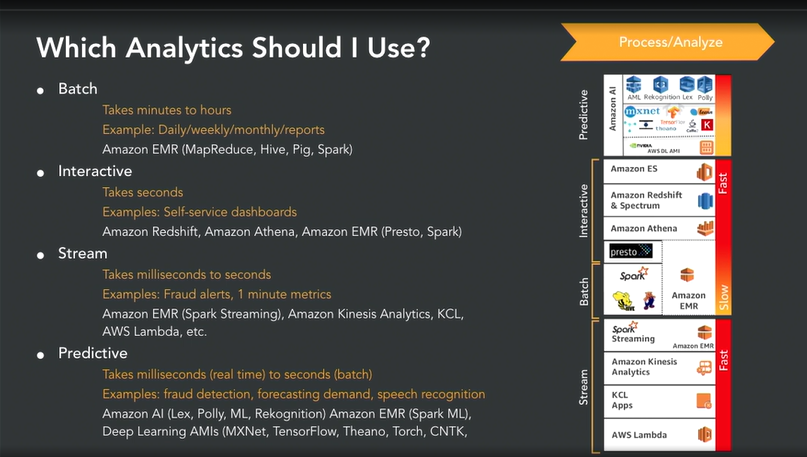 Which Analytics Should I Use?
Process/Analyze
• Batch
Takes minutes to hours
Example: Daily/weekly/monthly/reports
Amazon EMR (MapReduce, Hive, Pig, Spark)
• Interactive
Takes seconds
Examples: Self-service dashboards
Amazon Redshift, Amazon Athena, Amazon EMR (Presto, Spark)
• Stream
Takes milliseconds to seconds
Examples: Fraud alerts, 1 minute metrics
Amazon EMR (Spark Streaming), Amazon Kinesis Analytics, KCL,
AWS Lambda, etc.
• Predictive
Takes milliseconds (real time) to seconds (batch)
Examples: fraud detection, forecasting demand, speech recognition
Amazon AI (Lex, Polly, ML, Rekognition) Amazon EMR (Spark ML),
Deep Learning AMIs (MXNet, TensorFlow, Theano, Torch, CNTK,
Predictive
Amazon AI
AML Rekognition Lex Polly
mxnet
TensorFlow
theano
Caffe
K
NVIDIA
AWS DL AMI
Interactive
Amazon ES
Amazon Redshift
& Spectrum
Amazon Athena
presto
Fast
Batch
Spark
HIVE
Amazon
EMR
Slow
Stream
Spark
Streaming
Amazon EMR
Amazon Kinesis
Analytics
KCL
Apps
AWS Lambda
Fast